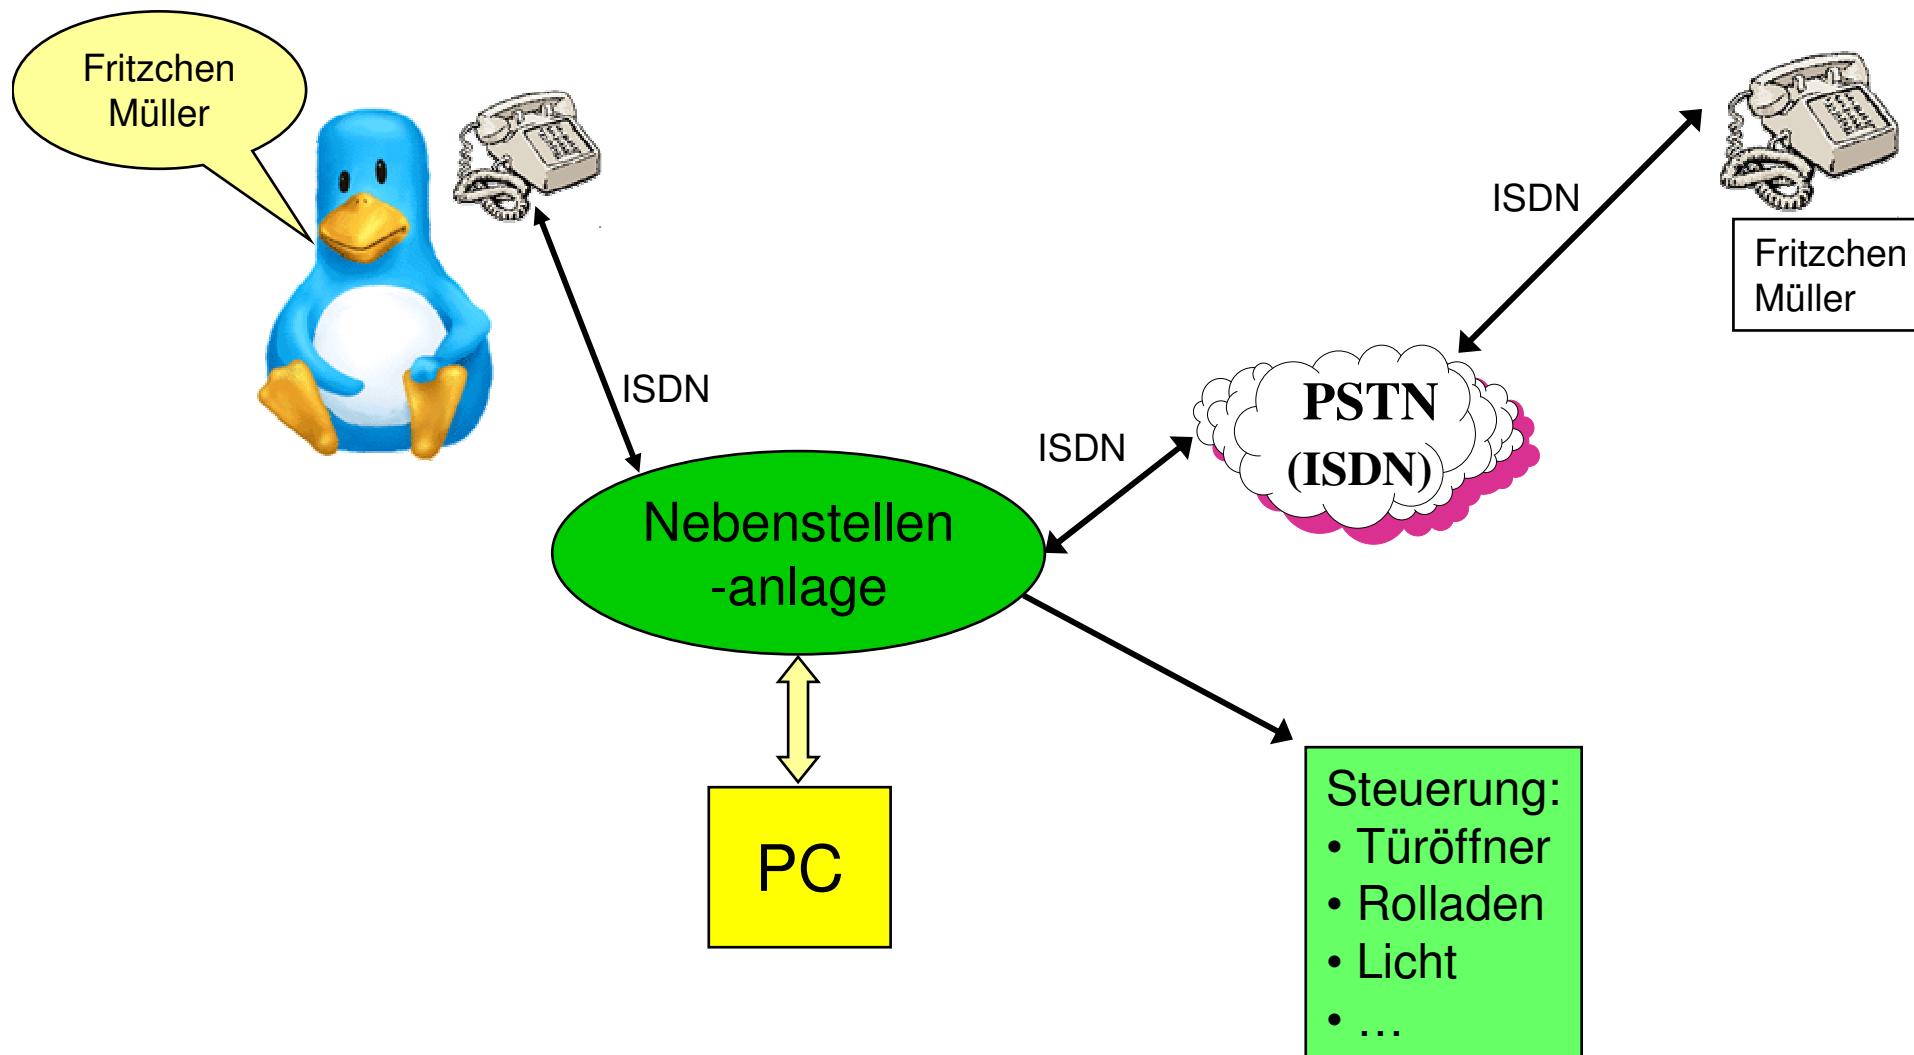 Fritzchen
Müller
ISDN
Fritzchen
Müller
ISDN
ISDN
PSTN
(ISDN)
Nebenstellen
-anlage
PC
Steuerung:
• Türöffner
• Rolladen
• Licht
• …